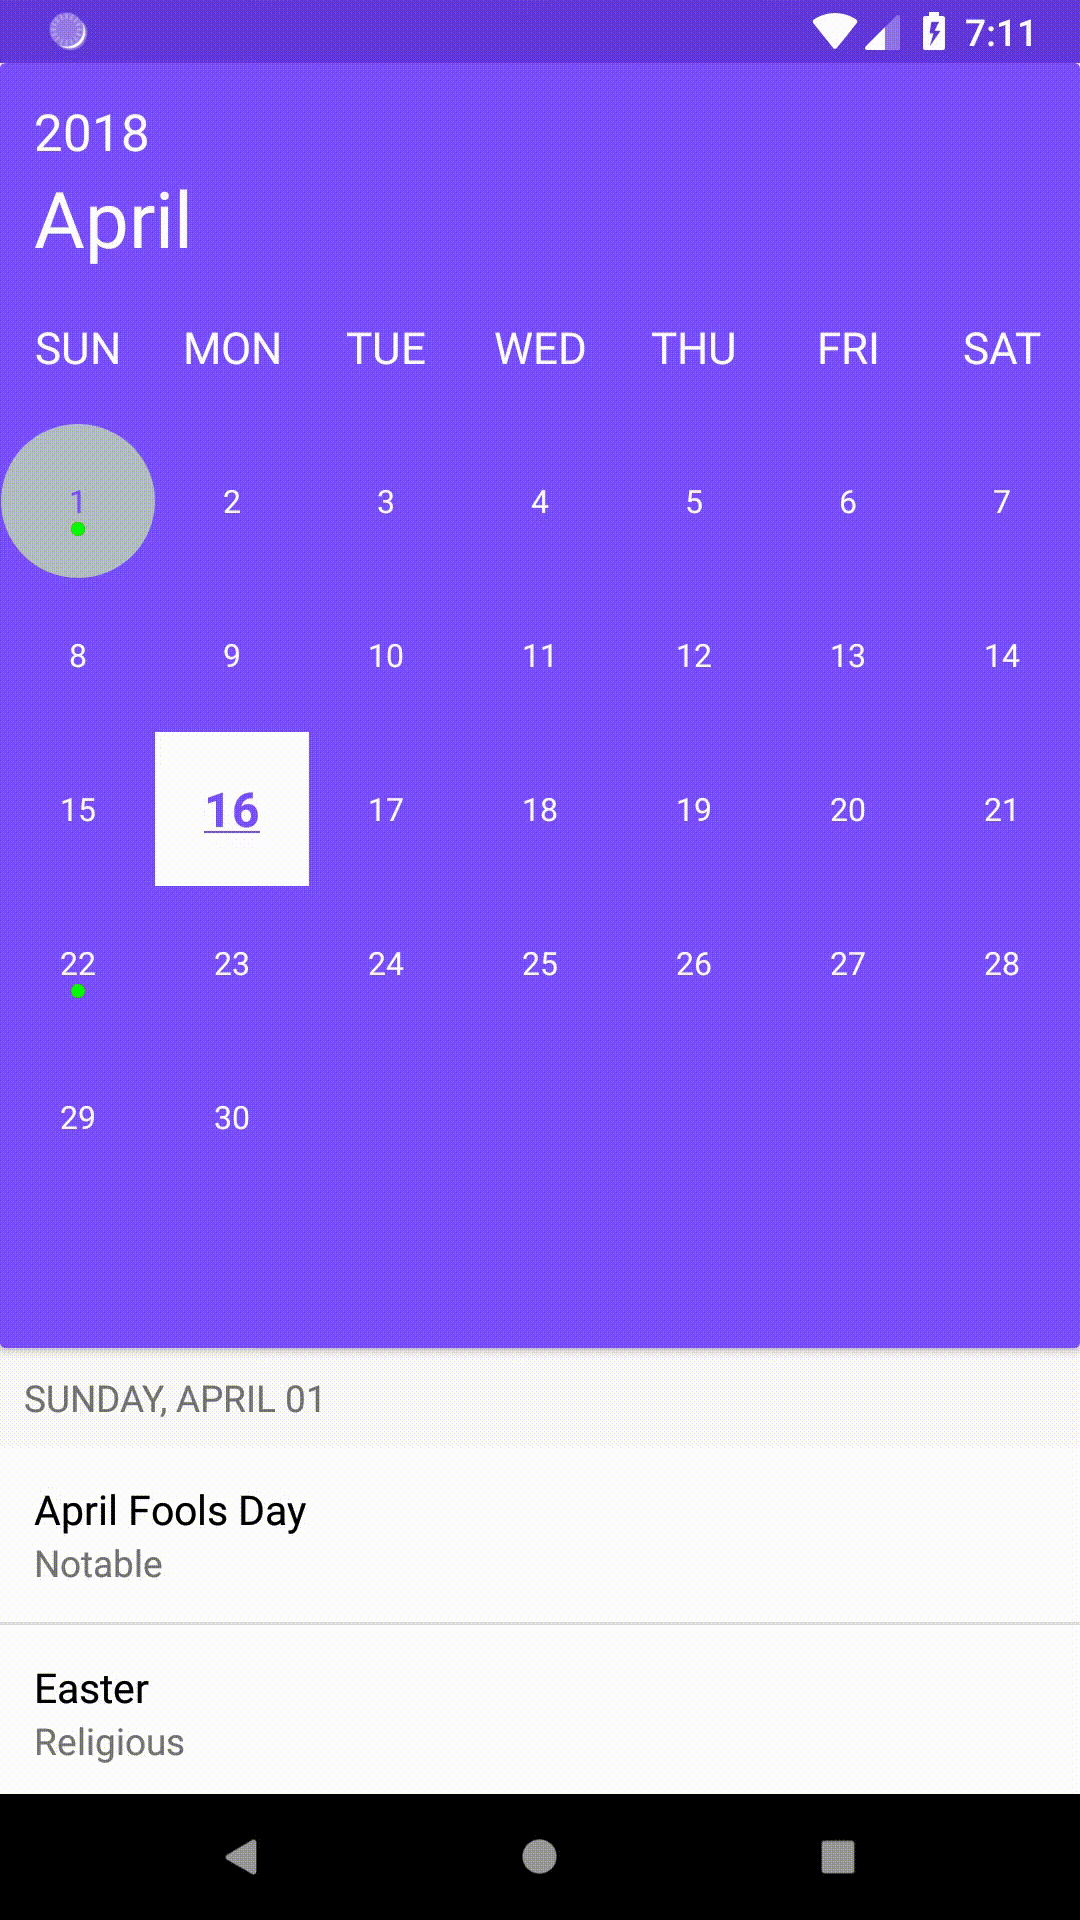 7:11
2018
April
SUN MON TUE WED THU FRI SAT
1 2 3 4 5 6 7
8 9 10 11 12 13 14
15 16 17 18 19 20 21
22 23 24 25 26 27 28
29 30
SUNDAY, APRIL 01
April Fools Day
Notable
Easter
Religious